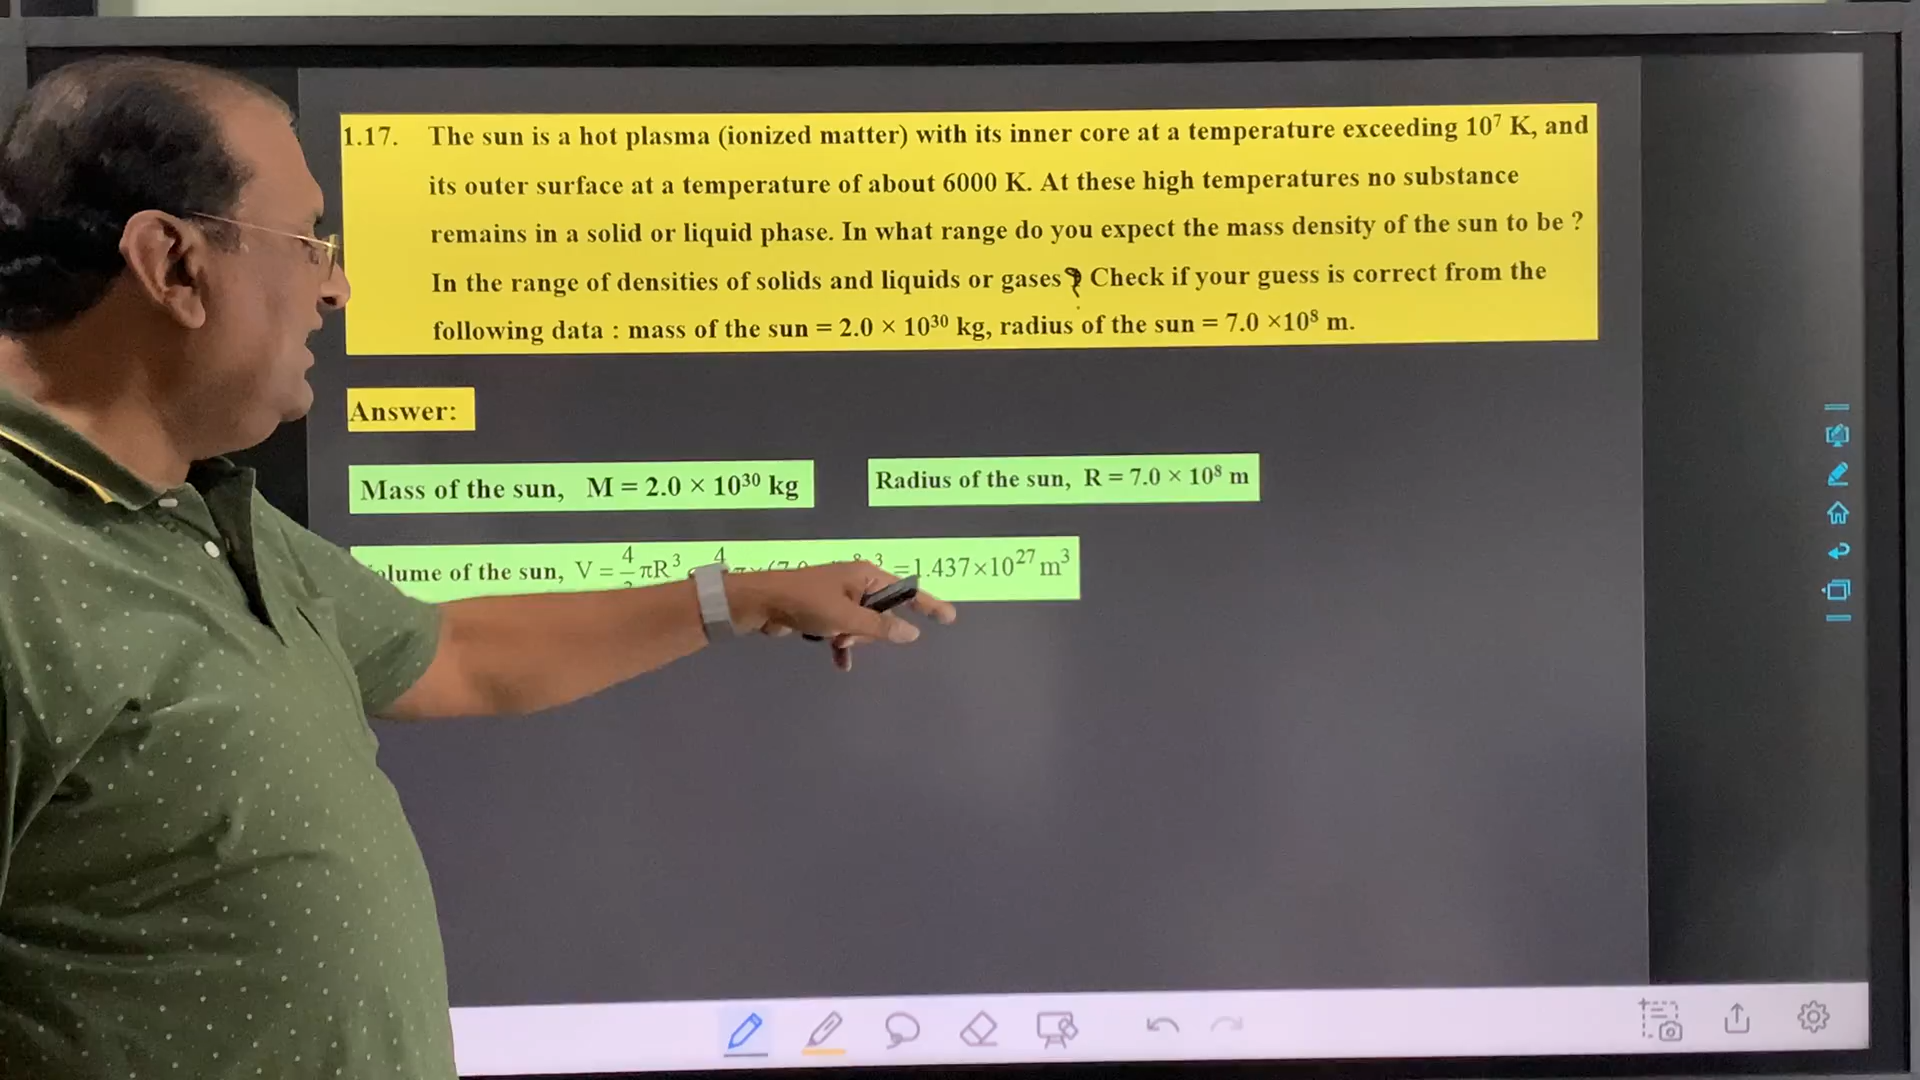 1.17. The sun is a hot plasma (ionized matter) with its inner core at a temperature exceeding 10⁷ K, and
its outer surface at a temperature of about 6000 K. At these high temperatures no substance
remains in a solid or liquid phase. In what range do you expect the mass density of the sun to be ?
In the range of densities of solids and liquids or gases ? Check if your guess is correct from the
following data : mass of the sun = 2.0 × 10³⁰ kg, radius of the sun = 7.0 ×10⁸ m.
Answer:
Mass of the sun, M = 2.0 × 10³⁰ kg
Radius of the sun, R = 7.0 × 10⁸ m
of the sun, V = 4 πR³ 4 =1.437×10²⁷ m³